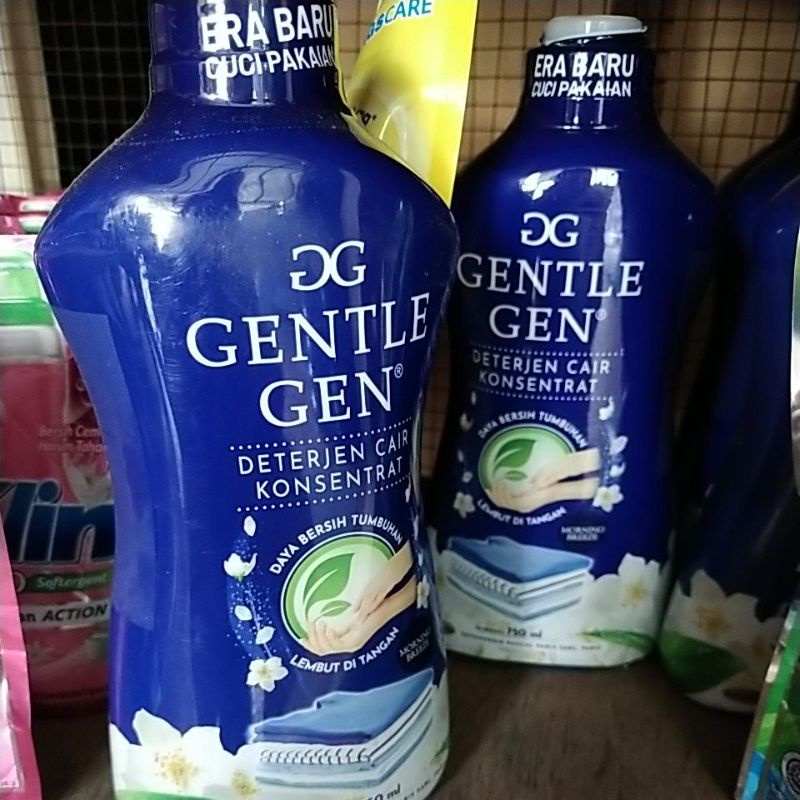 ERA BARU
CUCI PAKAIAN
GG
GENTLE
GEN®
DETERJEN CAIR
KONSENTRAT
DAYA BERSIH TUMBUHAN
LEMBUT DI TANGAN
MORNING
BREEZE
ml
CARE
ERA BARU
CUCI PAKAIAN
GG
GENTLE
GEN®
DETERJEN CAIR
KONSENTRAT
DAYA BERSIH TUMBUHAN
LEMBUT DI TANGAN
MORNING
BREEZE
750 ml
Softergent
ACTION